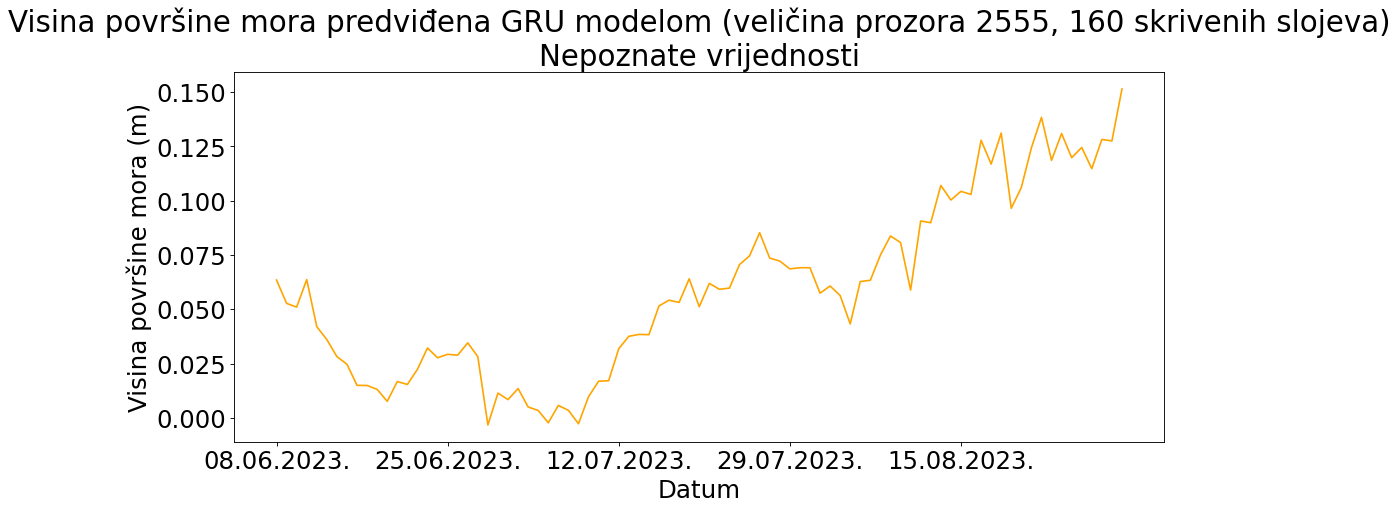 Visina površine mora predviđena GRU modelom (veličina prozora 2555, 160 skrivenih slojeva)
Nepoznate vrijednosti
Visina površine mora (m)
0.150
0.125
0.100
0.075
0.050
0.025
0.000
08.06.2023. 25.06.2023. 12.07.2023. 29.07.2023. 15.08.2023.
Datum